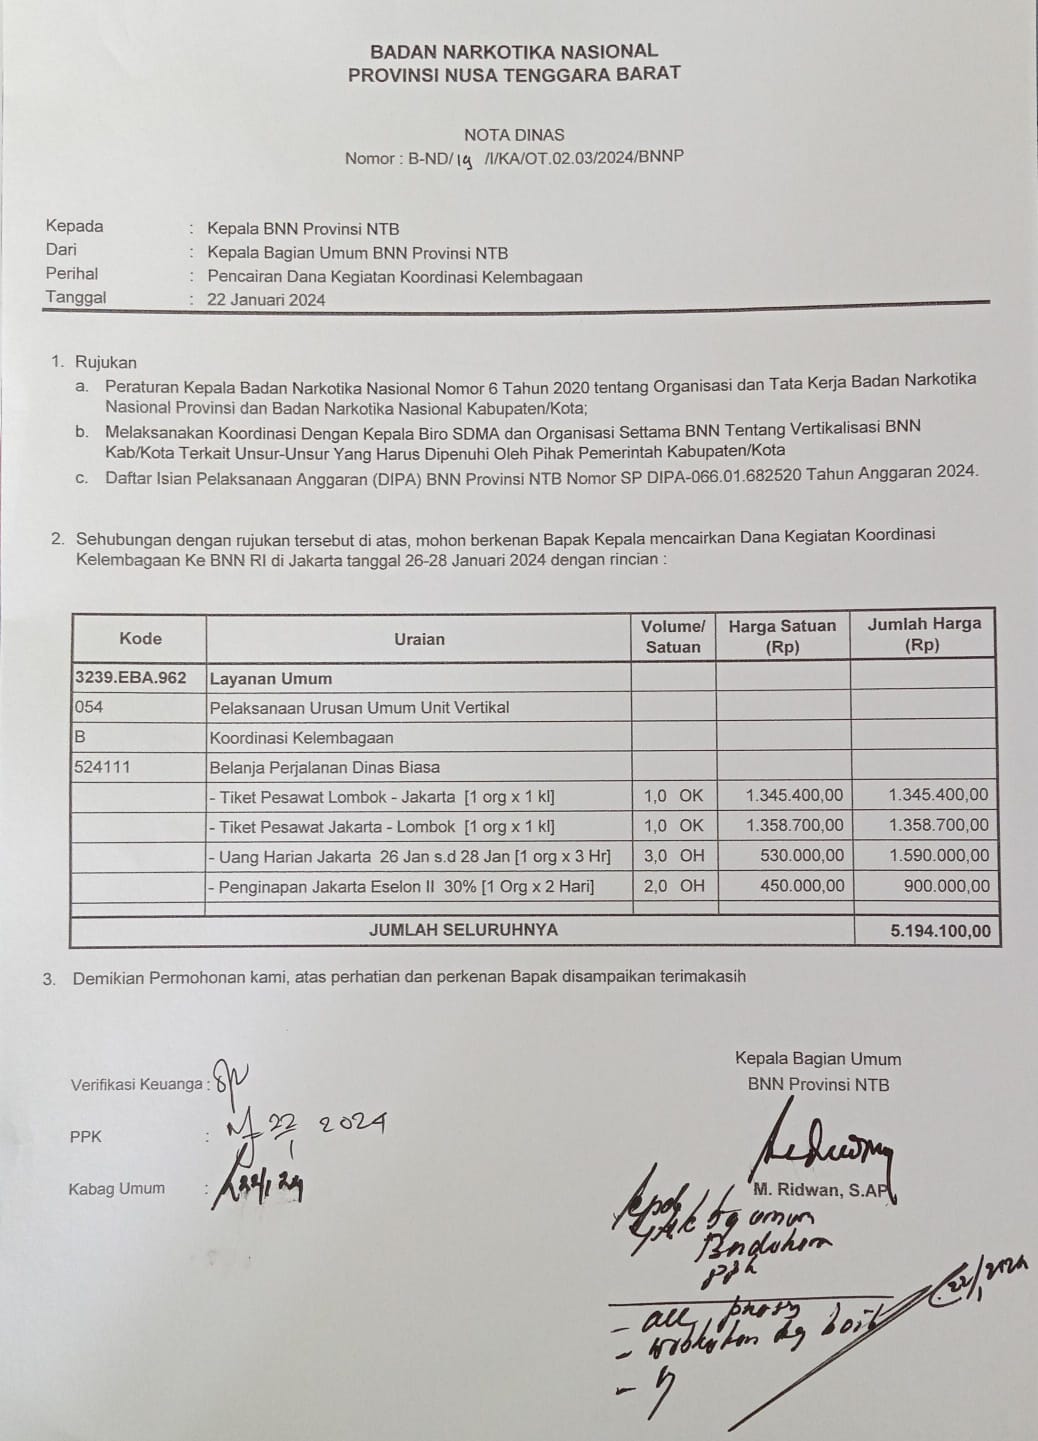 BADAN NARKOTIKA NASIONAL
PROVINSI NUSA TENGGARA BARAT
NOTA DINAS
Nomor : B-ND/19 /I/KA/OT.02.03/2024/BNNP
Kepada : Kepala BNN Provinsi NTB
Dari : Kepala Bagian Umum BNN Provinsi NTB
Perihal : Pencairan Dana Kegiatan Koordinasi Kelembagaan
Tanggal : 22 Januari 2024
1. Rujukan
a. Peraturan Kepala Badan Narkotika Nasional Nomor 6 Tahun 2020 tentang Organisasi dan Tata Kerja Badan Narkotika
Nasional Provinsi dan Badan Narkotika Nasional Kabupaten/Kota;
b. Melaksanakan Koordinasi Dengan Kepala Biro SDMA dan Organisasi Settama BNN Tentang Vertikalisasi BNN
Kab/Kota Terkait Unsur-Unsur Yang Harus Dipenuhi Oleh Pihak Pemerintah Kabupaten/Kota
c. Daftar Isian Pelaksanaan Anggaran (DIPA) BNN Provinsi NTB Nomor SP DIPA-066.01.682520 Tahun Anggaran 2024.
2. Sehubungan dengan rujukan tersebut di atas, mohon berkenan Bapak Kepala mencairkan Dana Kegiatan Koordinasi
Kelembagaan Ke BNN RI di Jakarta tanggal 26-28 Januari 2024 dengan rincian :
Kode Uraian Volume/ Satuan Harga Satuan (Rp) Jumlah Harga (Rp)
3239.EBA.962 Layanan Umum
054 Pelaksanaan Urusan Umum Unit Vertikal
B Koordinasi Kelembagaan
524111 Belanja Perjalanan Dinas Biasa
- Tiket Pesawat Lombok - Jakarta [1 org x 1 kl] 1,0 OK 1.345.400,00 1.345.400,00
- Tiket Pesawat Jakarta - Lombok [1 org x 1 kl] 1,0 OK 1.358.700,00 1.358.700,00
- Uang Harian Jakarta 26 Jan s.d 28 Jan [1 org x 3 Hr] 3,0 OH 530.000,00 1.590.000,00
- Penginapan Jakarta Eselon II 30% [1 Org x 2 Hari] 2,0 OH 450.000,00 900.000,00
JUMLAH SELURUHNYA 5.194.100,00
3. Demikian Permohonan kami, atas perhatian dan perkenan Bapak disampaikan terimakasih
Kepala Bagian Umum
BNN Provinsi NTB
Verifikasi Keuanga :
PPK : 22/1 2024
Kabag Umum : 22/1 24
M. Ridwan, S.AP
umum
22/1 2024
- acc
-
-